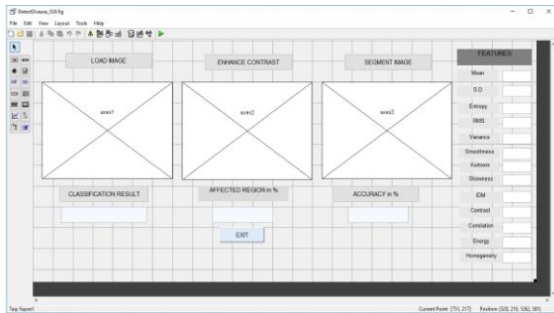 DetectDisease_GUI.fig
File Edit View Layout Tools Help
LOAD IMAGE
ENHANCE CONTRAST
SEGMENT IMAGE
FEATURES
Mean
S.D
Entropy
RMS
Variance
Smoothness
Kurtosis
Skewness
IDM
Contrast
Correlation
Energy
Homogeneity
axes1
axes2
axes3
CLASSIFICATION RESULT
AFFECTED REGION in %
ACCURACY in %
EXIT
Tag: figure1
Current Point: [751, 217] Position: [520, 219, 1262, 581]